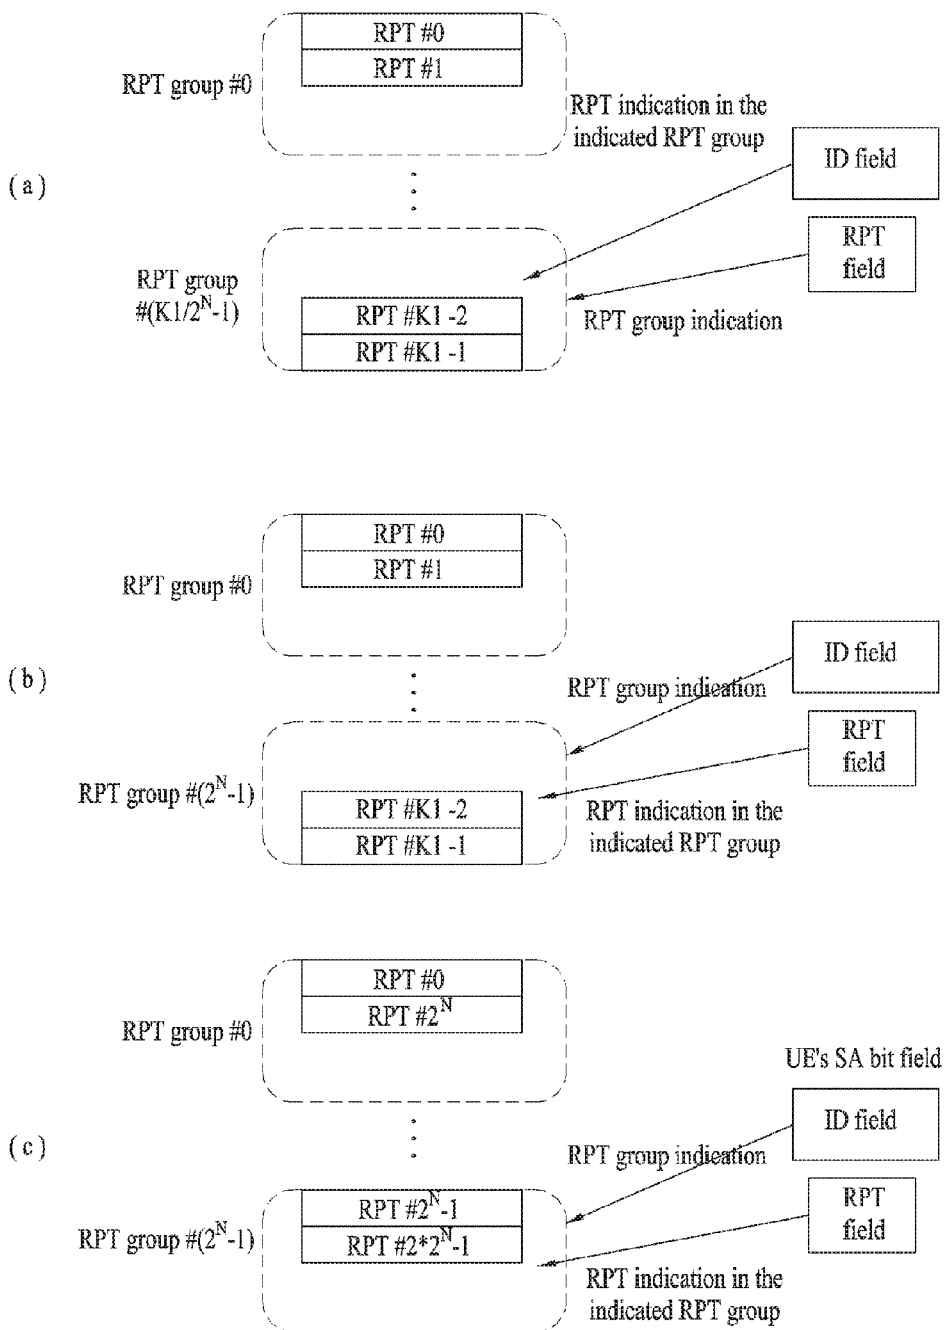 (a)
RPT group #0
RPT #0
RPT #1
RPT indication in the
indicated RPT group
ID field
RPT
field
RPT group
#(K1/2^N-1)
RPT #K1 -2
RPT #K1 -1
RPT group indication
(b)
RPT group #0
RPT #0
RPT #1
ID field
RPT group indication
RPT
field
RPT group #(2^N-1)
RPT #K1 -2
RPT #K1 -1
RPT indication in the
indicated RPT group
(c)
RPT group #0
RPT #0
RPT #2^N
UE's SA bit field
ID field
RPT group indication
RPT
field
RPT group #(2^N-1)
RPT #2^N-1
RPT #2*2^N-1
RPT indication in the
indicated RPT group